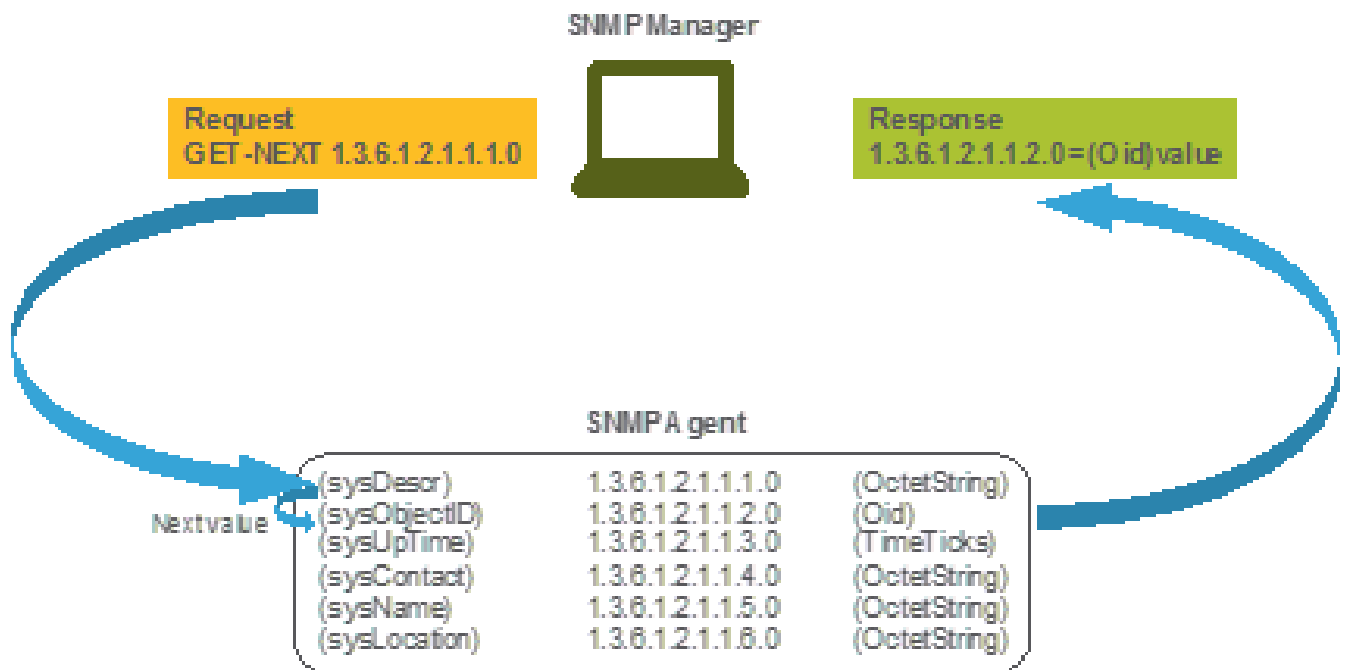 SNMP Manager
Request
GET-NEXT 1.3.6.1.2.1.1.1.0
Response
1.3.6.1.2.1.1.2.0=(Oid)value
SNMP Agent
(sysDescr) 1.3.6.1.2.1.1.1.0 (OctetString)
(sysObjectID) 1.3.6.1.2.1.1.2.0 (Oid)
Next value
(sysUpTime) 1.3.6.1.2.1.1.3.0 (TimeTicks)
(sysContact) 1.3.6.1.2.1.1.4.0 (OctetString)
(sysName) 1.3.6.1.2.1.1.5.0 (OctetString)
(sysLocation) 1.3.6.1.2.1.1.6.0 (OctetString)